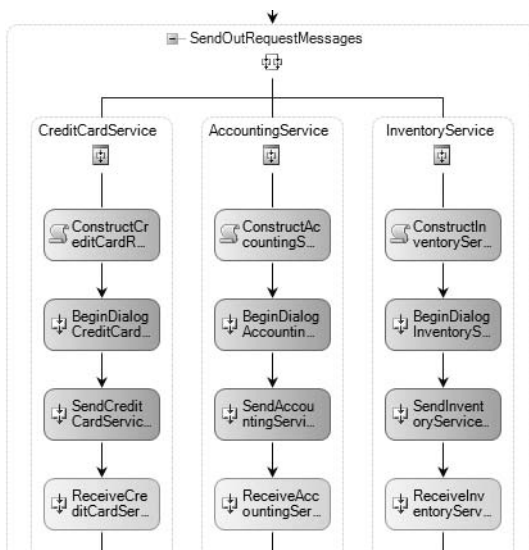 SendOutRequestMessages
CreditCardService
AccountingService
InventoryService
ConstructCr
editCardR...
ConstructAc
countingS...
ConstructIn
ventorySer...
BeginDialog
CreditCard...
BeginDialog
Accountin...
BeginDialog
InventoryS...
SendCredit
CardServic...
SendAccou
ntingServi...
SendInvent
oryService...
ReceiveCre
ditCardSer...
ReceiveAcc
ountingSer...
ReceiveInv
entoryServ...